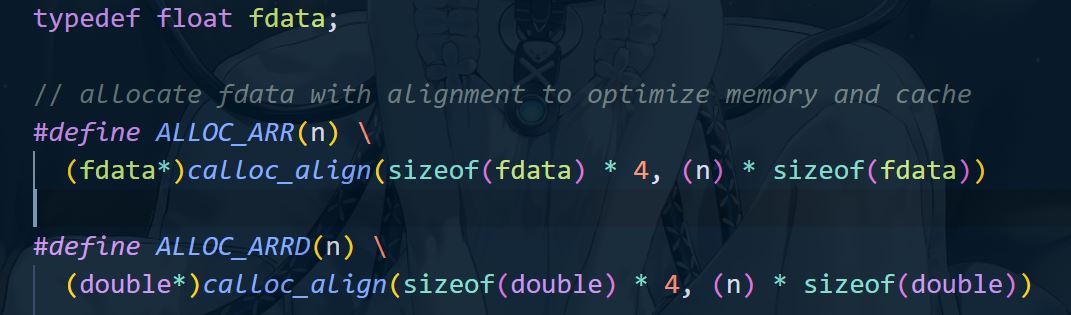 typedef float fdata;
// allocate fdata with alignment to optimize memory and cache
#define ALLOC_ARR(n) \
(fdata*)calloc_align(sizeof(fdata) * 4, (n) * sizeof(fdata))
#define ALLOC_ARRD(n) \
(double*)calloc_align(sizeof(double) * 4, (n) * sizeof(double))